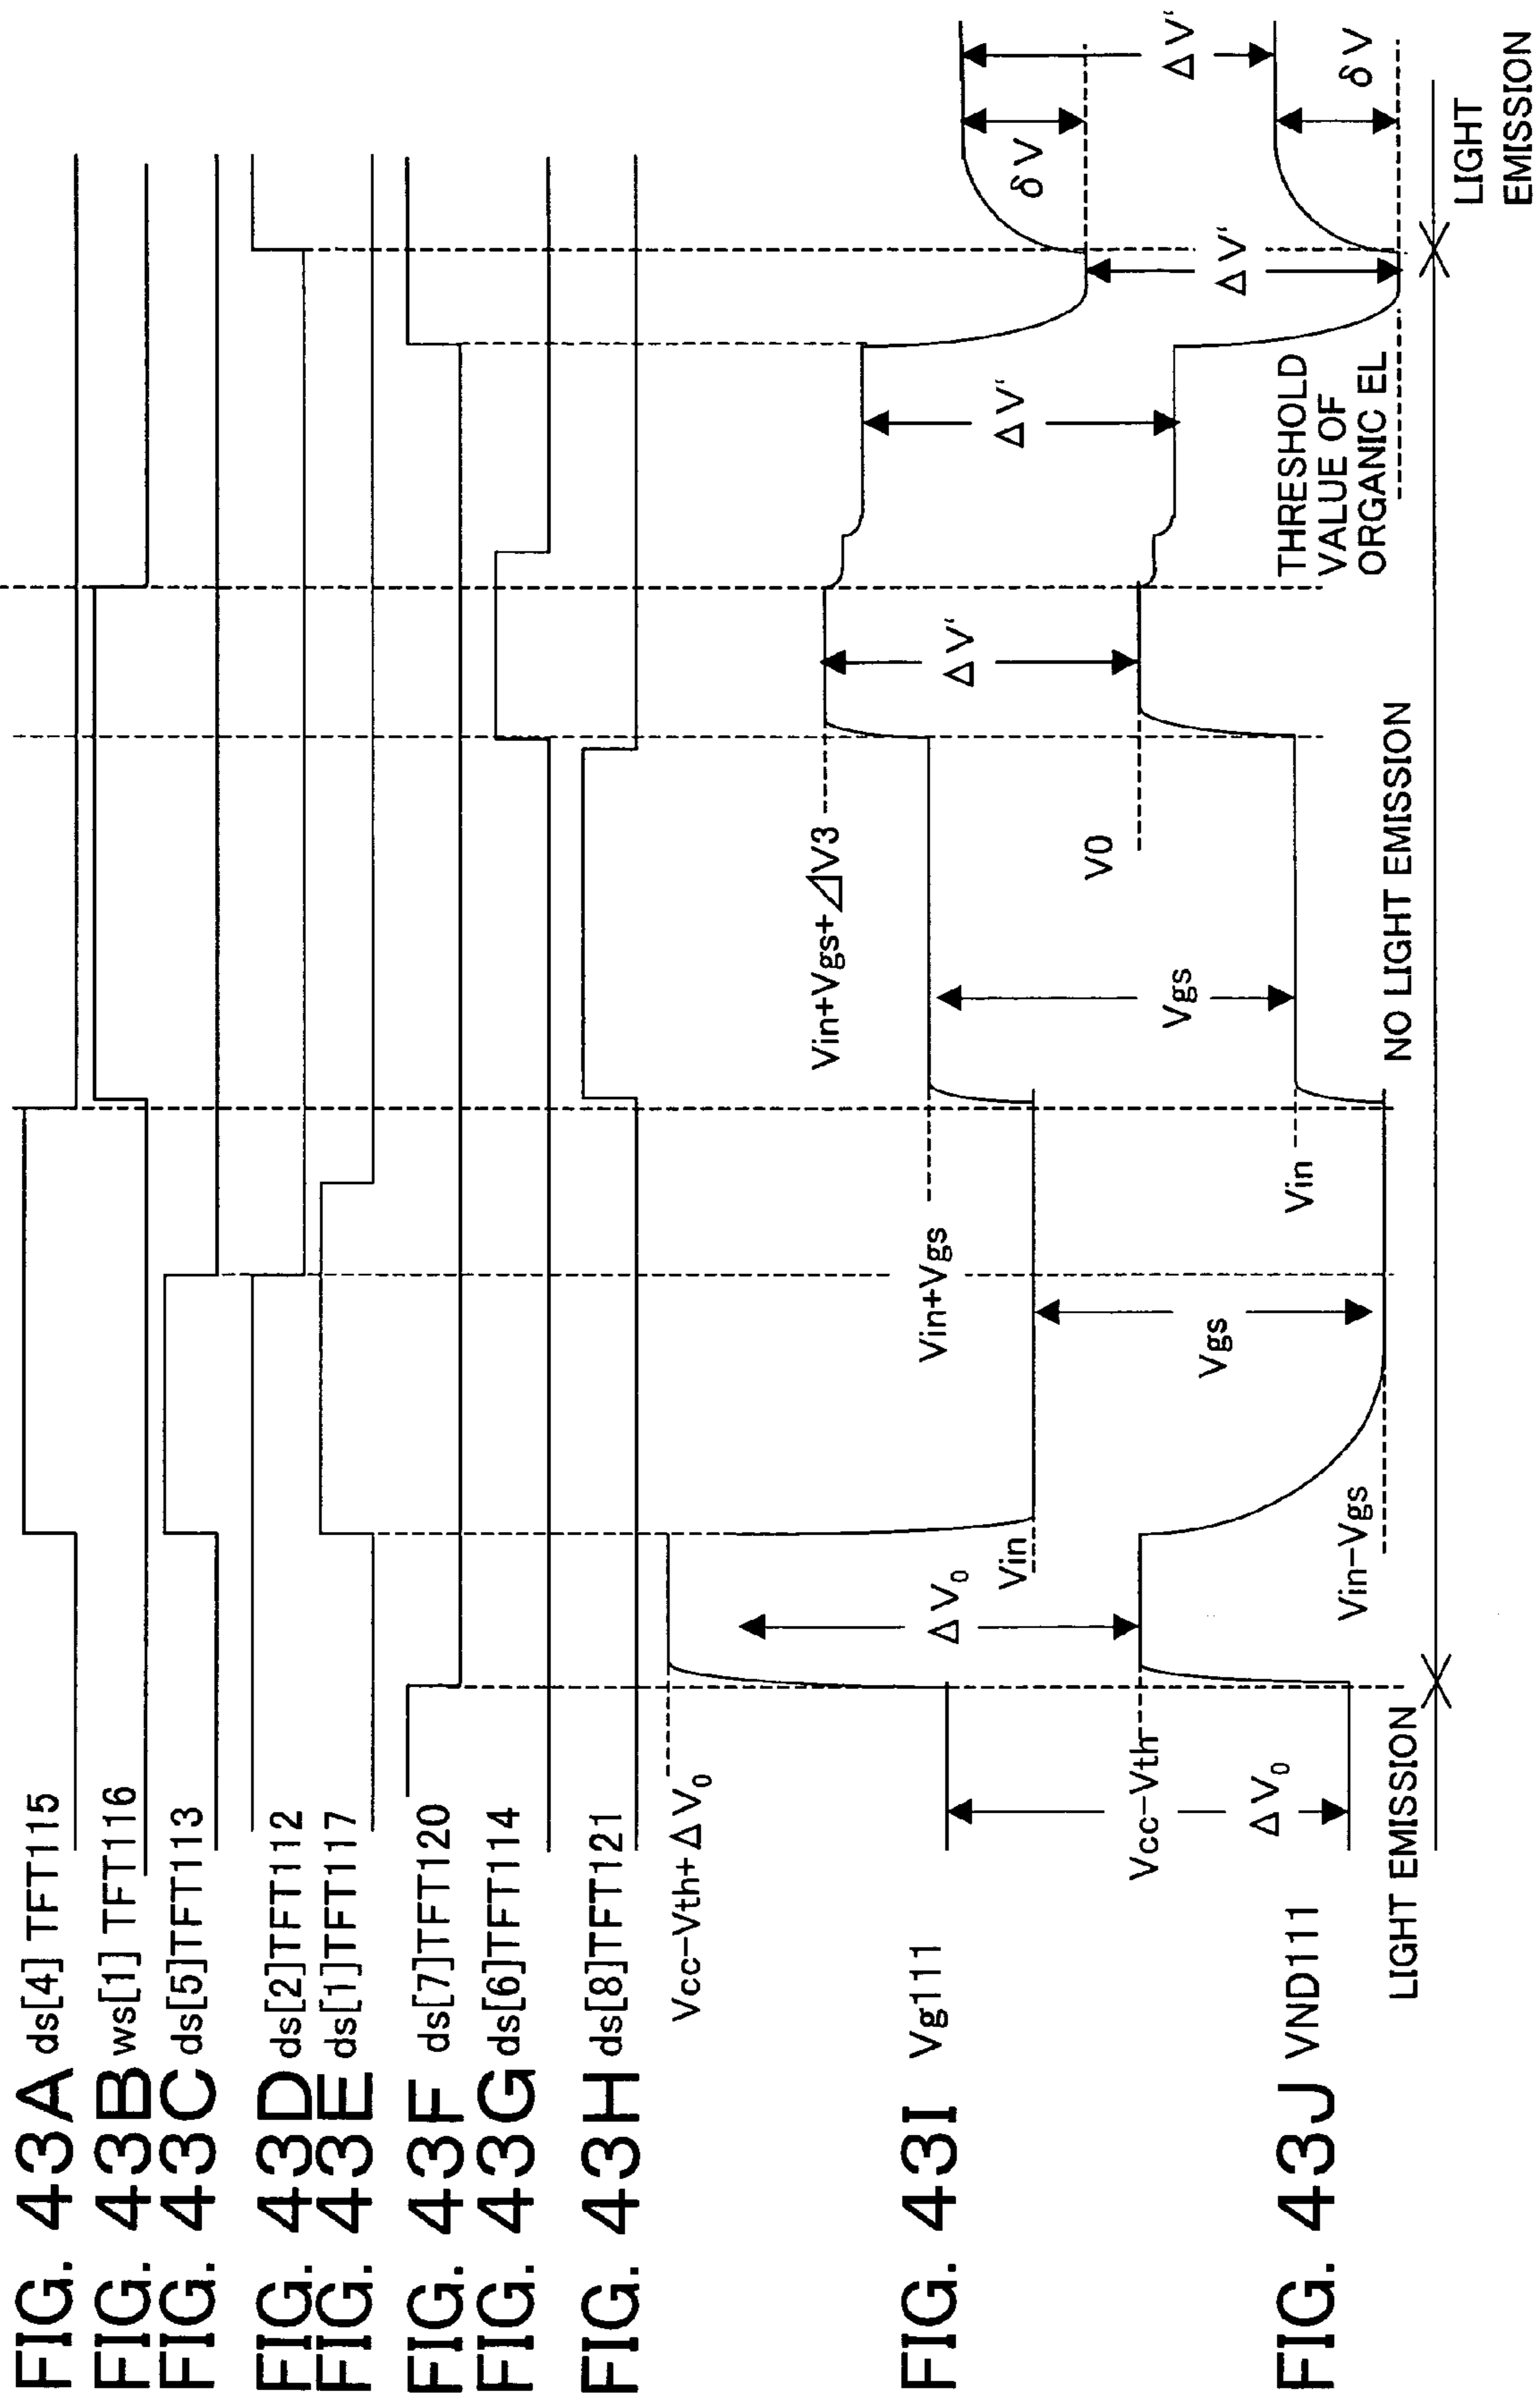 FIG. 43A ds[4] TFT115
FIG. 43B ws[1] TFT116
FIG. 43C ds[5]TFT113
FIG. 43D ds[2]TFT112
FIG. 43E ds[1]TFT117
FIG. 43F ds[7]TFT120
FIG. 43G ds[6]TFT114
FIG. 43H ds[8]TFT121
Vcc-Vth+ΔV₀
FIG. 43I Vg111
Vin+Vgs+ΔV3
Vin+Vgs
Vin
ΔV₀
ΔV'
ΔV'
δV
ΔV'
Vgs
Vgs
V0
Vcc-Vth
ΔV₀
ΔV'
δV
FIG. 43J VND111
Vin
Vin-Vgs
THRESHOLD
VALUE OF
ORGANIC EL
LIGHT EMISSION
NO LIGHT EMISSION
LIGHT
EMISSION